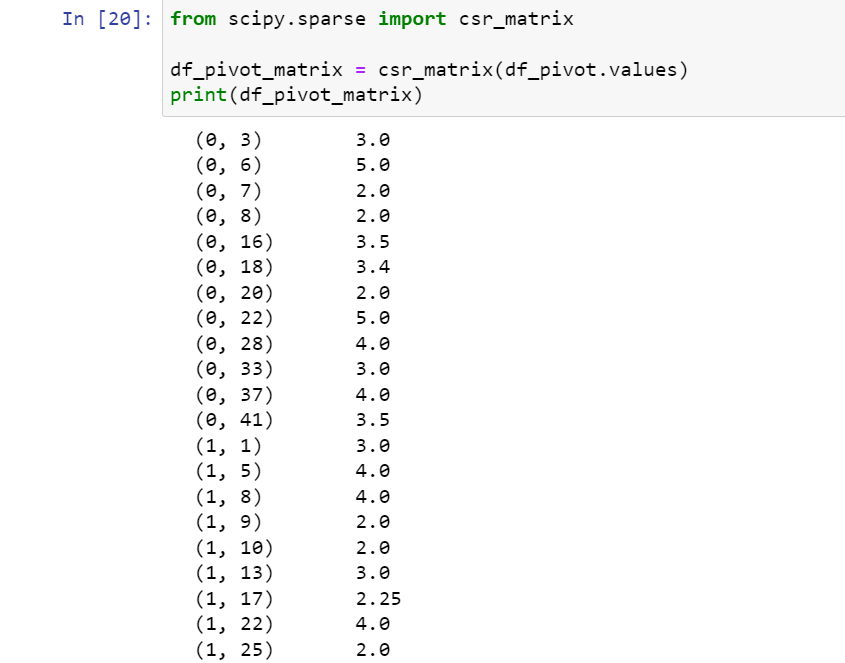 In [20]: from scipy.sparse import csr_matrix
df_pivot_matrix = csr_matrix(df_pivot.values)
print(df_pivot_matrix)
(0, 3) 3.0
(0, 6) 5.0
(0, 7) 2.0
(0, 8) 2.0
(0, 16) 3.5
(0, 18) 3.4
(0, 20) 2.0
(0, 22) 5.0
(0, 28) 4.0
(0, 33) 3.0
(0, 37) 4.0
(0, 41) 3.5
(1, 1) 3.0
(1, 5) 4.0
(1, 8) 4.0
(1, 9) 2.0
(1, 10) 2.0
(1, 13) 3.0
(1, 17) 2.25
(1, 22) 4.0
(1, 25) 2.0